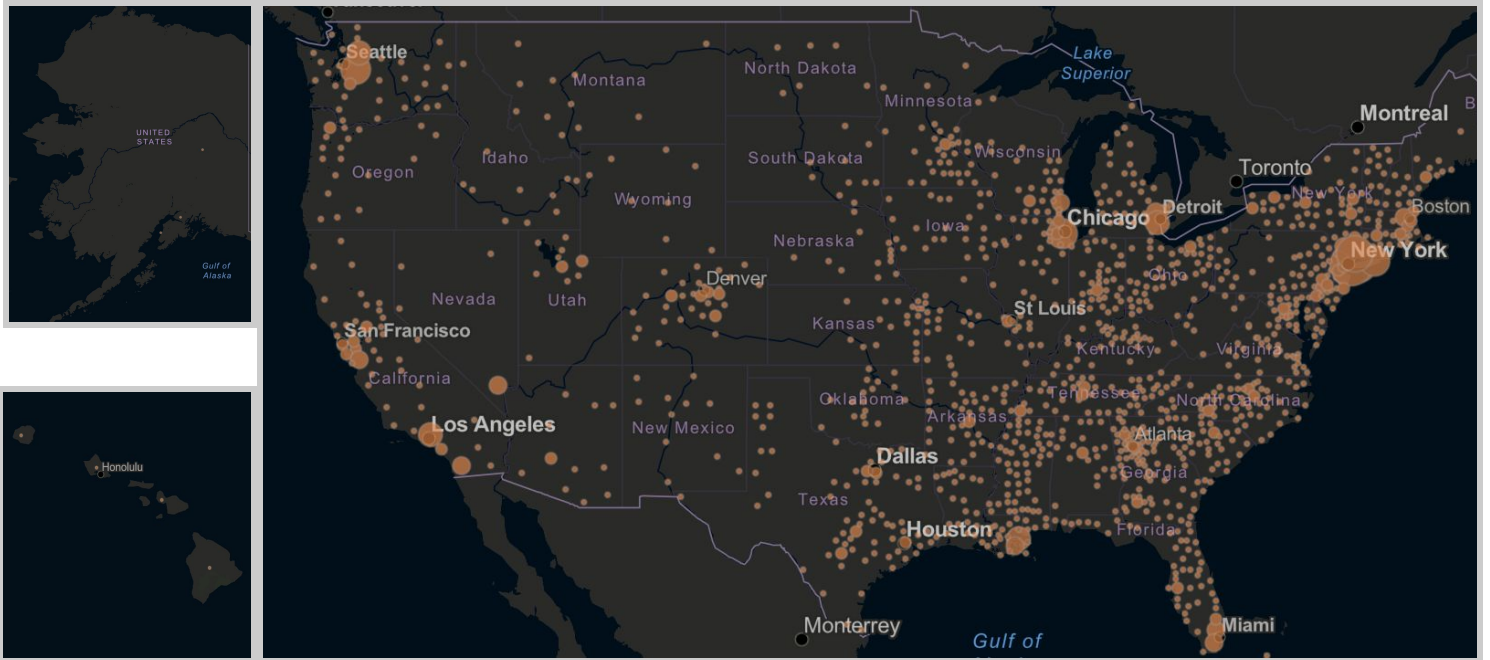 UNITED
STATES
Gulf of
Alaska
Honolulu
Seattle
Montana
North Dakota
Lake
Superior
Minnesota
Montreal
Oregon
Idaho
South Dakota
Wisconsin
Toronto
Wyoming
New York
Detroit
Boston
Chicago
Iowa
Nebraska
New York
Denver
Ohio
Nevada
Utah
St Louis
San Francisco
Kansas
Kentucky
Virginia
California
Oklahoma
Tennessee
North Carolina
Arkansas
Los Angeles
New Mexico
Atlanta
Dallas
Georgia
Texas
Houston
Florida
Monterrey
Miami
Gulf of